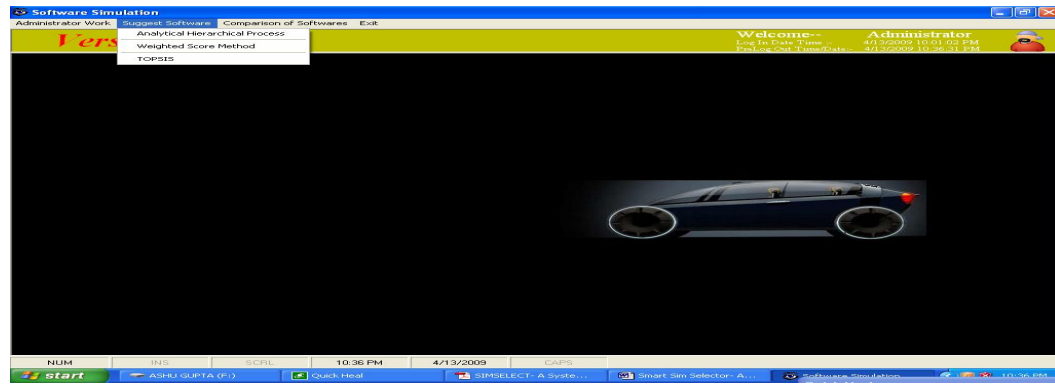 Software Simulation
Administrator Work Suggest Software Comparison of Softwares Exit
Analytical Hierarchical Process
Weighted Score Method
TOPSIS
Vers
Welcome-- Administrator
Log In Date Time :- 4/13/2009 10:01:02 PM
PreLog Out Time/Date:- 4/13/2009 10:36:31 PM
NUM INS SCRL 10:36 PM 4/13/2009 CAPS
start ASHU GUPTA (F:) Quick Heal SIMSELECT- A Syste... Smart Sim Selector- A... Software Simulation 10:36 PM